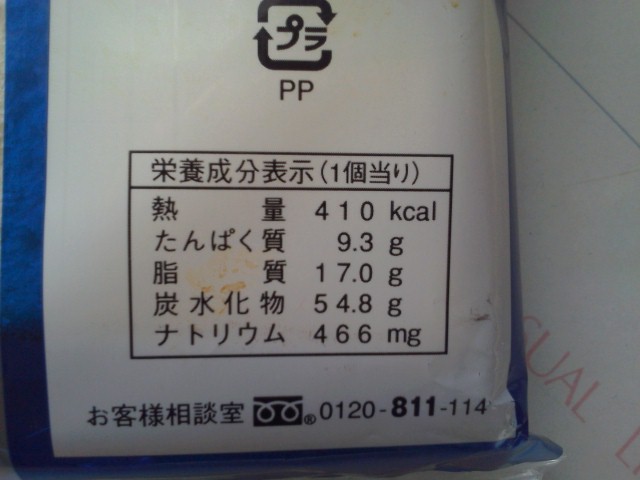 プラ
PP
栄養成分表示(1個当り)
熱量 410 kcal
たんぱく質 9.3 g
脂質 17.0 g
炭水化物 54.8 g
ナトリウム 466 mg
お客様相談室 ® 0120-811-114
UAL